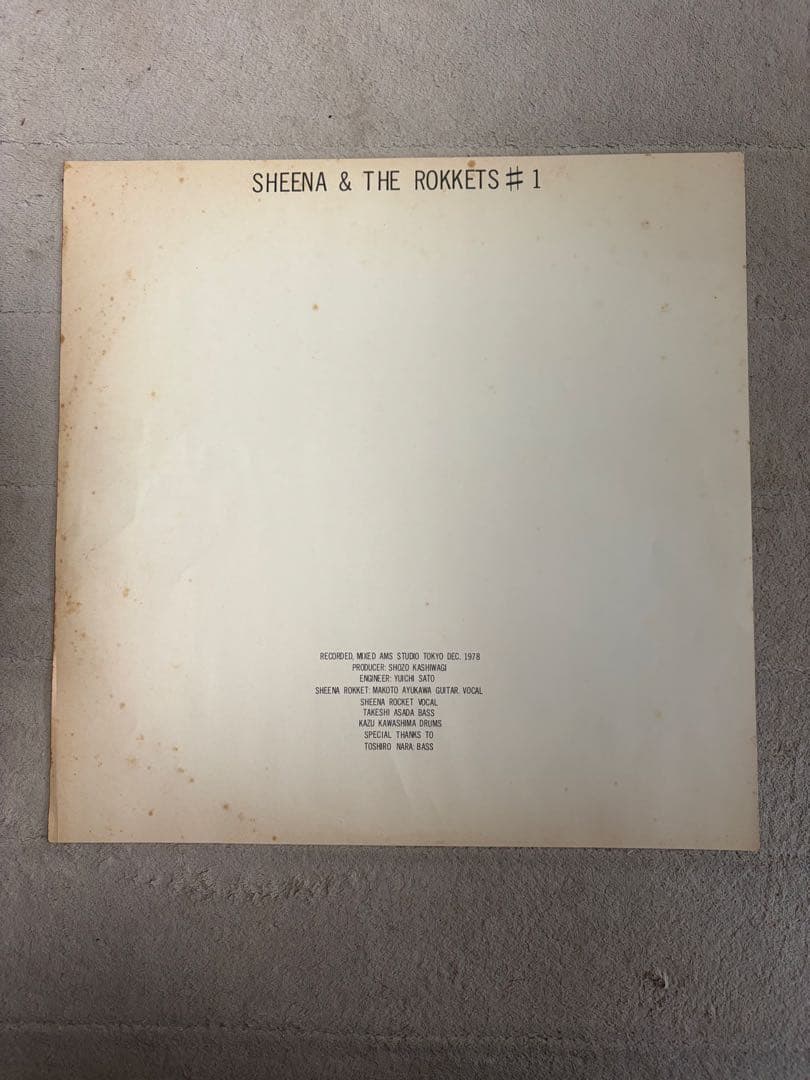 SHEENA & THE ROKKETS #1
RECORDED, MIXED AMS STUDIO TOKYO DEC. 1978
PRODUCER: SHOZO KASHIWAGI
ENGINEER: YUICHI SATO
SHEENA ROKKET: MAKOTO AYUKAWA GUITAR. VOCAL
SHEENA ROCKET VOCAL
TAKESHI ASADA BASS
KAZU KAWASHIMA DRUMS
SPECIAL THANKS TO
TOSHIRO NARA: BASS